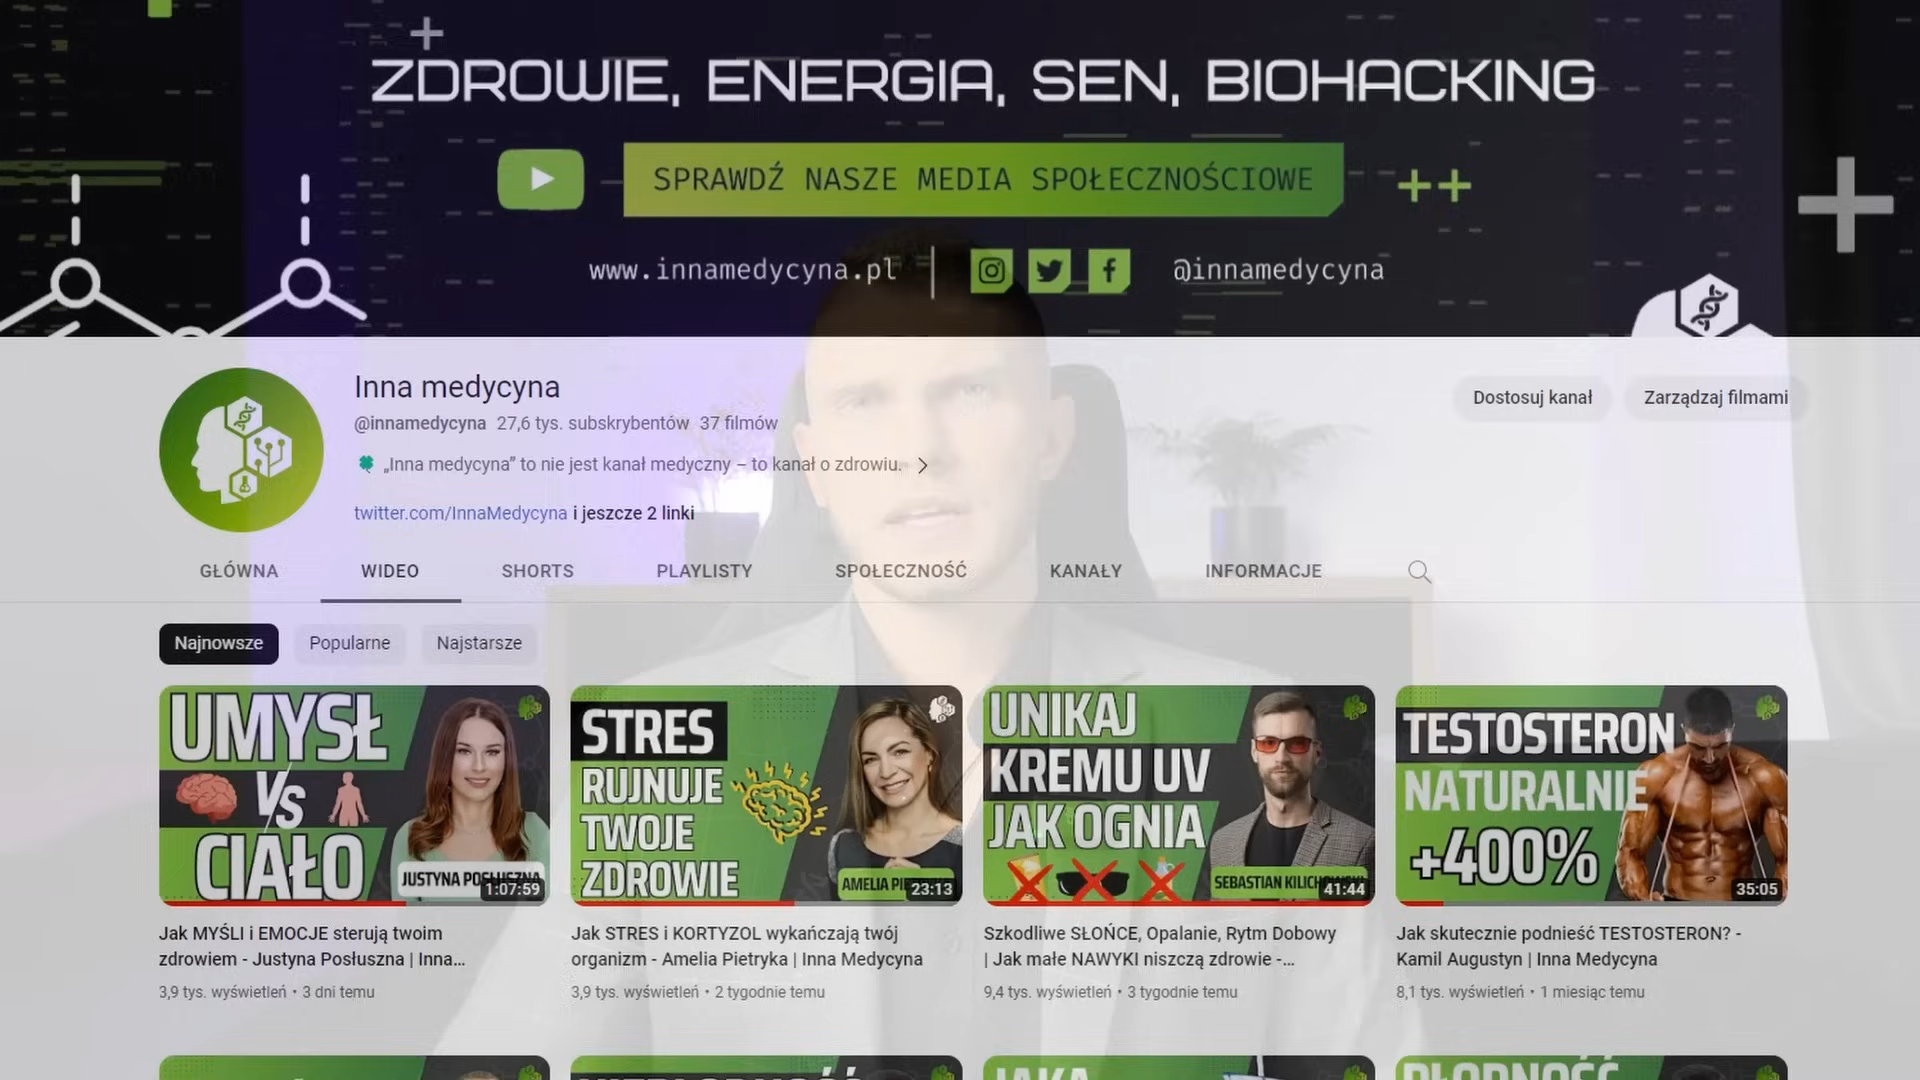 ZDROWIE, ENERGIA, SEN, BIOHACKING
SPRAWDŹ NASZE MEDIA SPOŁECZNOŚCIOWE
++
www.innamedycyna.pl
@innamedycyna
Inna medycyna
@innamedycyna 27,6 tys. subskrybentów 37 filmów
„Inna medycyna” to nie jest kanał medyczny – to kanał o zdrowiu.
twitter.com/InnaMedycyna i jeszcze 2 linki
Dostosuj kanał
Zarządzaj filmami
GŁÓWNA WIDEO SHORTS PLAYLISTY SPOŁECZNOŚĆ KANAŁY INFORMACJE
Najnowsze Popularne Najstarsze
UMYSŁ
Vs
CIAŁO
JUSTYNA POSŁUSZNA
1:07:59
STRES
RUJNUJE
TWOJE
ZDROWIE
AMELIA
23:13
UNIKAJ
KREMU UV
JAK OGNIA
SEBASTIAN
41:44
TESTOSTERON
NATURALNIE
+400%
35:05
Jak MYŚLI i EMOCJE sterują twoim
zdrowiem - Justyna Posłuszna | Inna...
3,9 tys. wyświetleń • 3 dni temu
Jak STRES i KORTYZOL wykańczają twój
organizm - Amelia Pietryka | Inna Medycyna
3,9 tys. wyświetleń • 2 tygodnie temu
Szkodliwe SŁOŃCE, Opalanie, Rytm Dobowy
| Jak małe NAWYKI niszczą zdrowie -...
9,4 tys. wyświetleń • 3 tygodnie temu
Jak skutecznie podnieść TESTOSTERON? -
Kamil Augustyn | Inna Medycyna
8,1 tys. wyświetleń • 1 miesiąc temu
JAKA
PŁODNOŚĆ